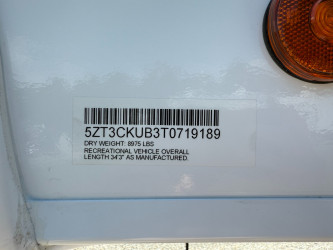 5ZT3CKUB3T0719189
DRY WEIGHT: 8975 LBS
RECREATIONAL VEHICLE OVERALL
LENGTH 34'3" AS MANUFACTURED.